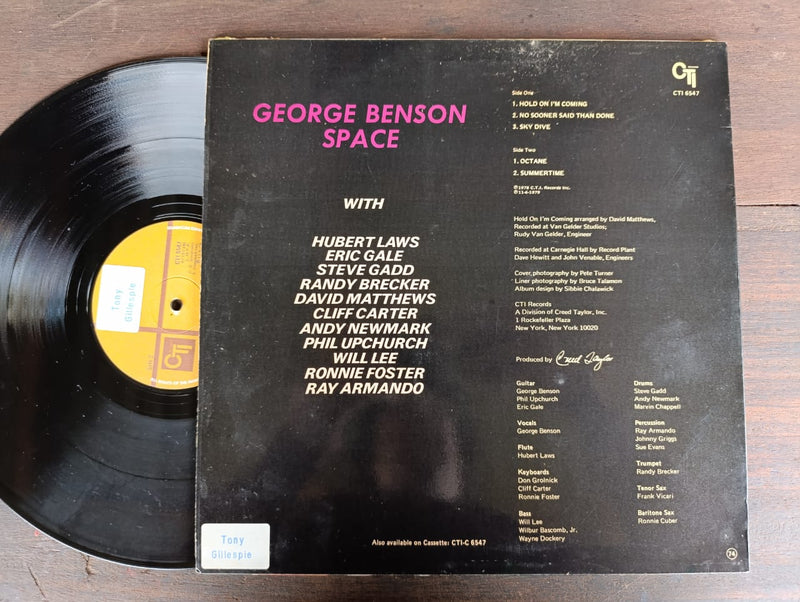 GEORGE BENSON
SPACE
WITH
HUBERT LAWS
ERIC GALE
STEVE GADD
RANDY BRECKER
DAVID MATTHEWS
CLIFF CARTER
ANDY NEWMARK
PHIL UPCHURCH
WILL LEE
RONNIE FOSTER
RAY ARMANDO
CTI
CTI 6547
Side One
1. HOLD ON I'M COMING
2. NO SOONER SAID THAN DONE
3. SKY DIVE
Side Two
1. OCTANE
2. SUMMERTIME
℗1978 C.T.I. Records Inc.
Hold On I'm Coming arranged by David Matthews,
Recorded at Van Gelder Studios;
Rudy Van Gelder, Engineer
Recorded at Carnegie Hall by Record Plant
Dave Hewitt and John Venable, Engineers
Cover photography by Pete Turner
Liner photography by Bruce Talamon
Album design by Sibbie Chalawick
CTI Records
A Division of Creed Taylor, Inc.
1 Rockefeller Plaza
New York, New York 10020
Produced by Creed Taylor
Guitar
George Benson
Phil Upchurch
Eric Gale
Vocals
George Benson
Flute
Hubert Laws
Keyboards
Don Grolnick
Cliff Carter
Ronnie Foster
Bass
Will Lee
Wilbur Bascomb, Jr.
Wayne Dockery
Drums
Steve Gadd
Andy Newmark
Marvin Chappell
Percussion
Ray Armando
Johnny Griggs
Sue Evans
Trumpet
Randy Brecker
Tenor Sax
Frank Vicari
Baritone Sax
Ronnie Cuber
Also available on Cassette: CTI-C 6547
74
Tony
Gillespie
Tony
Gillespie
CTI